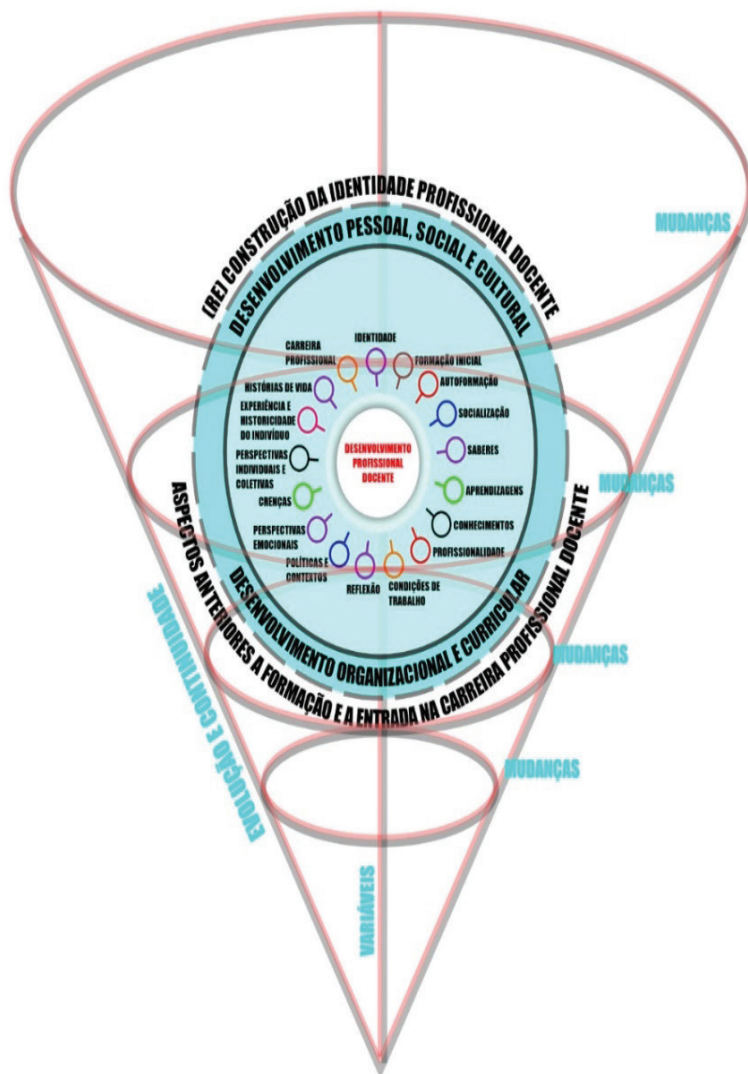 (RE) CONSTRUÇÃO DA IDENTIDADE PROFISSIONAL DOCENTE
DESENVOLVIMENTO PESSOAL, SOCIAL E CULTURAL
MUDANÇAS
IDENTIDADE
CARREIRA
PROFISSIONAL
FORMAÇÃO INICIAL
AUTOFORMAÇÃO
HISTÓRIAS DE VIDA
SOCIALIZAÇÃO
EXPERIÊNCIA E
HISTORICIDADE
DO INDIVÍDUO
SABERES
PERSPECTIVAS
INDIVIDUAIS E
COLETIVAS
DESENVOLVIMENTO
PROFISSIONAL
DOCENTE
APRENDIZAGENS
MUDANÇAS
CRENÇAS
CONHECIMENTOS
PERSPECTIVAS
EMOCIONAIS
PROFISSIONALIDADE
POLÍTICAS E
CONTEXTOS
REFLEXÃO
CONDIÇÕES DE
TRABALHO
DESENVOLVIMENTO ORGANIZACIONAL E CURRICULAR
ASPECTOS ANTERIORES A FORMAÇÃO E A ENTRADA NA CARREIRA PROFISSIONAL DOCENTE
MUDANÇAS
EVOLUÇÃO E CONTINUIDADE
MUDANÇAS
VARIÁVEIS